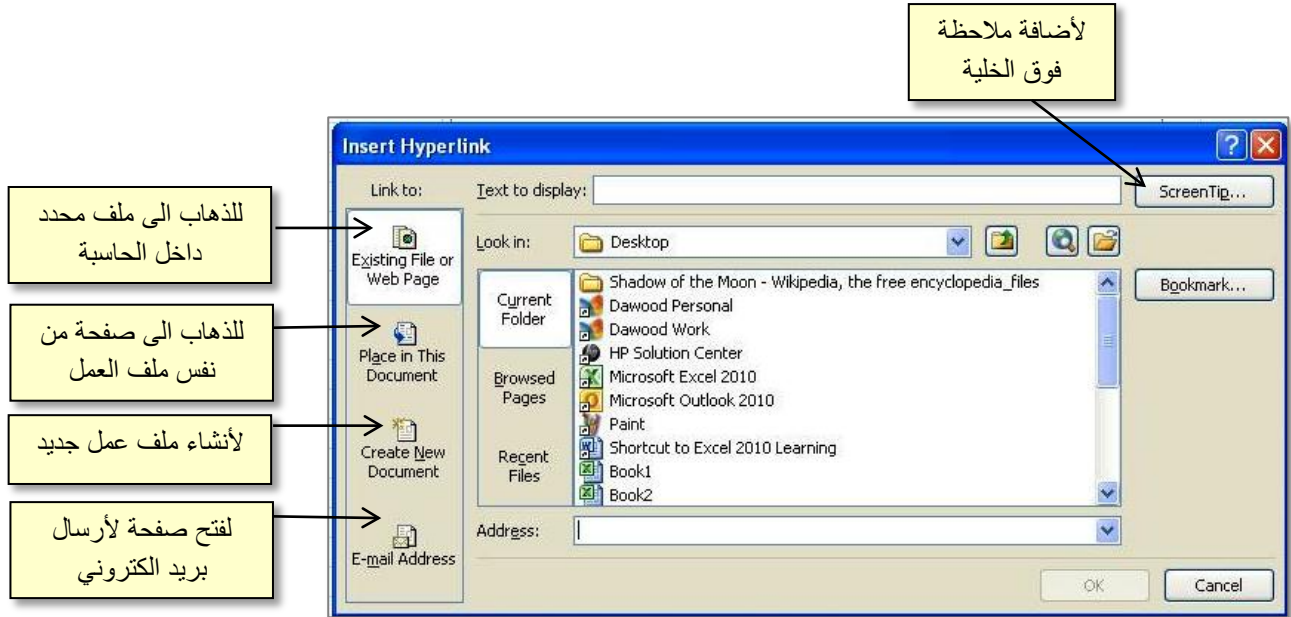 لأضافة ملاحظة
فوق الخلية
Insert Hyperlink
Link to:
Text to display:
ScreenTip...
للذهاب الى ملف محدد
داخل الحاسبة
Existing File or
Web Page
Look in:
Desktop
Bookmark...
Current
Folder
Shadow of the Moon - Wikipedia, the free encyclopedia_files
Dawood Personal
Dawood Work
HP Solution Center
Microsoft Excel 2010
Microsoft Outlook 2010
Paint
Shortcut to Excel 2010 Learning
Book1
Book2
للذهاب الى صفحة من
نفس ملف العمل
Place in This
Document
Browsed
Pages
لأنشاء ملف عمل جديد
Create New
Document
Recent
Files
لفتح صفحة لأرسال
بريد الكتروني
E-mail Address
Address:
OK
Cancel